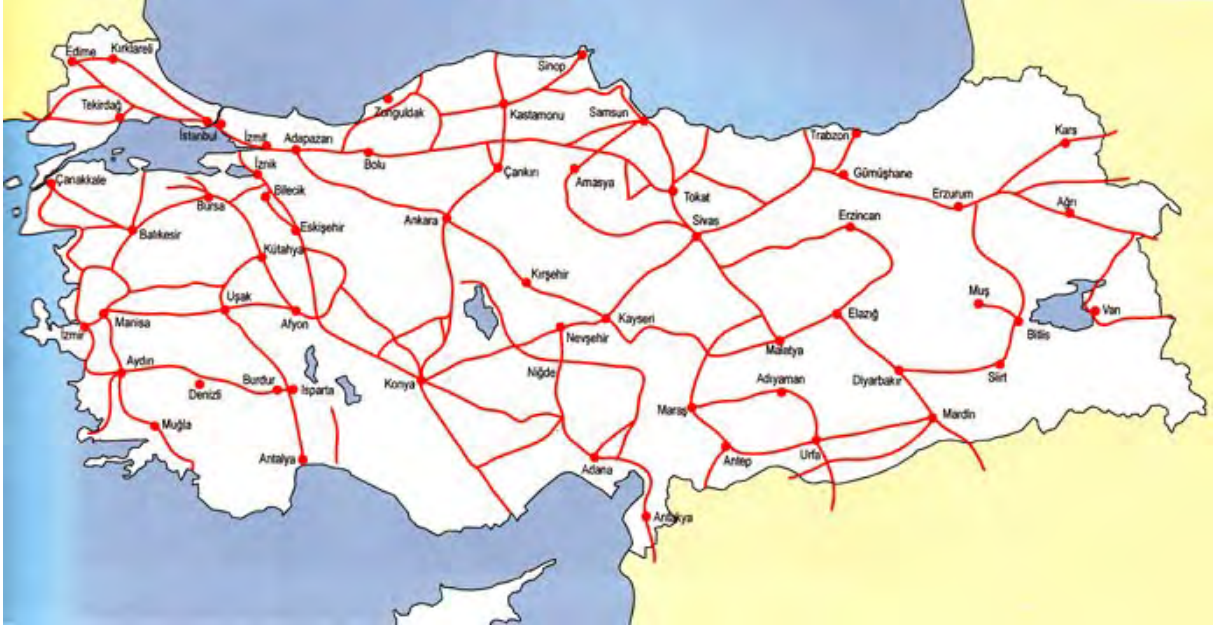 Edirne
Kırklareli
Tekirdağ
İstanbul
İzmit
Adapazarı
Zonguldak
Bolu
Sinop
Kastamonu
Samsun
Trabzon
Kars
Çanakkale
İznik
Bilecik
Bursa
Çankırı
Amasya
Tokat
Gümüşhane
Erzurum
Ağrı
Balıkesir
Eskişehir
Ankara
Sivas
Erzincan
Kütahya
Kırşehir
Uşak
Afyon
Kayseri
Muş
Van
İzmir
Manisa
Nevşehir
Malatya
Elazığ
Bitlis
Aydın
Denizli
Burdur
Isparta
Konya
Niğde
Adıyaman
Diyarbakır
Siirt
Muğla
Maraş
Mardin
Antalya
Adana
Antep
Urfa
Antakya